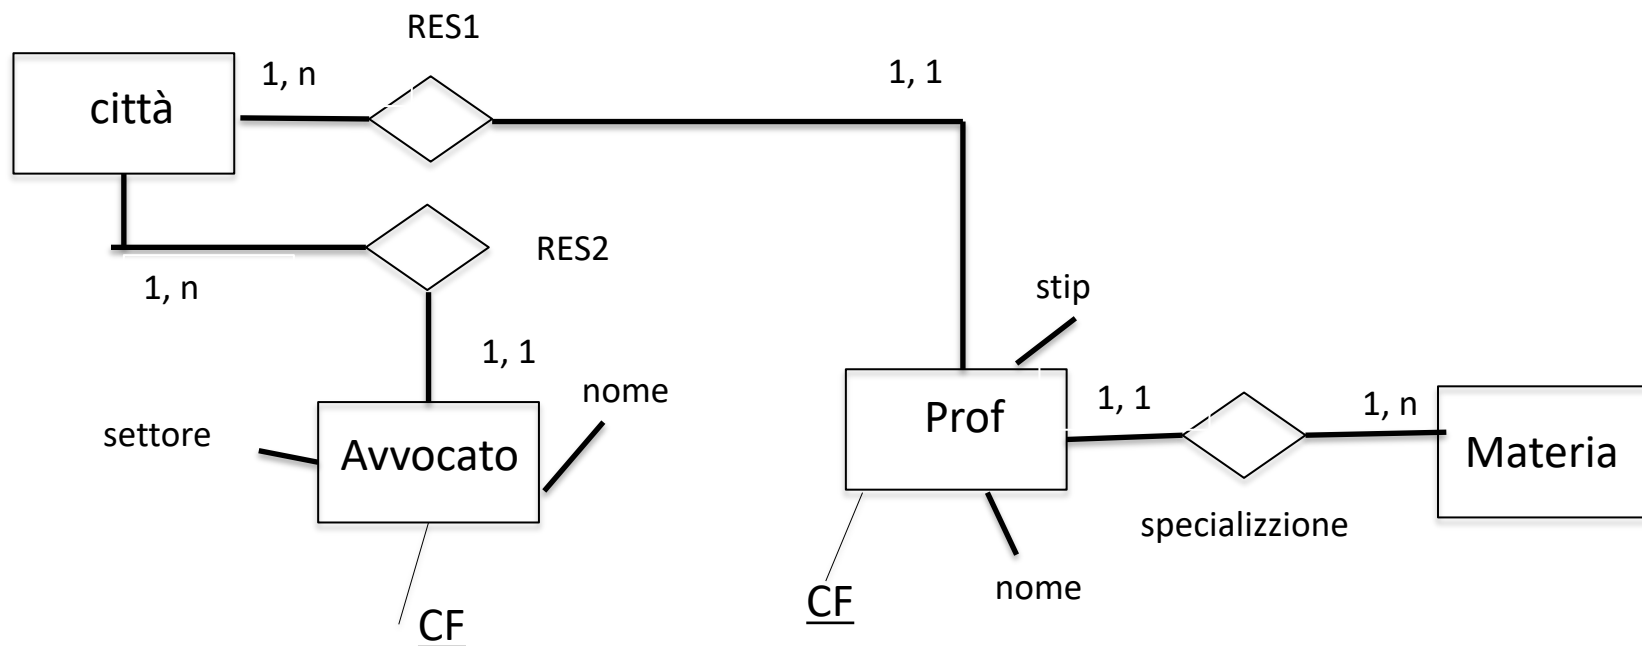 RES1
1, n
1, 1
città
RES2
1, n
stip
1, 1
nome
1, 1
1, n
settore
Avvocato
Prof
Materia
specializzione
nome
CF
CF